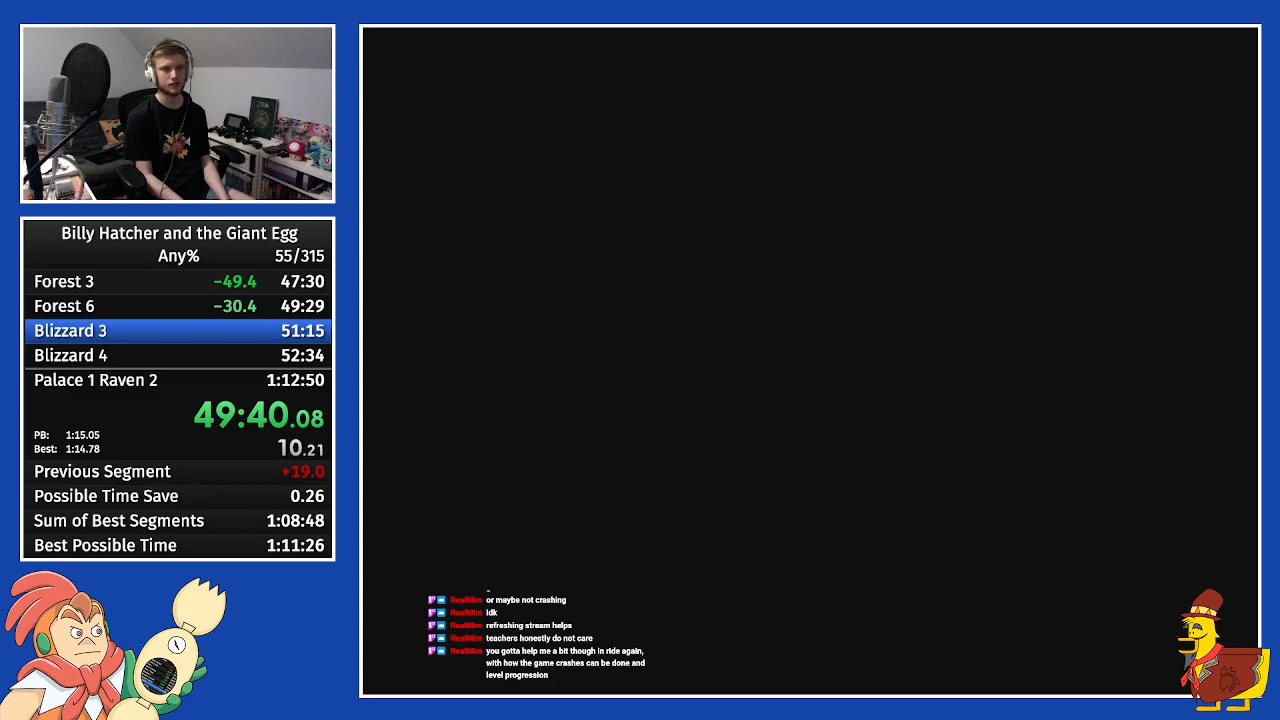 Billy Hatcher and the Giant Egg
Any% 55/315
Forest 3 -49.4 47:30
Forest 6 -30.4 49:29
Blizzard 3 51:15
Blizzard 4 52:34
Palace 1 Raven 2 1:12:50
49:40.08
PB: 1:15.05
Best: 1:14.78
10.21
Previous Segment +19.0
Possible Time Save 0.26
Sum of Best Segments 1:08:48
Best Possible Time 1:11:26
RealMim or maybe not crashing
RealMim idk
RealMim refreshing stream helps
RealMim teachers honestly do not care
RealMim you gotta help me a bit though in ride again,
with how the game crashes can be done and
level progression